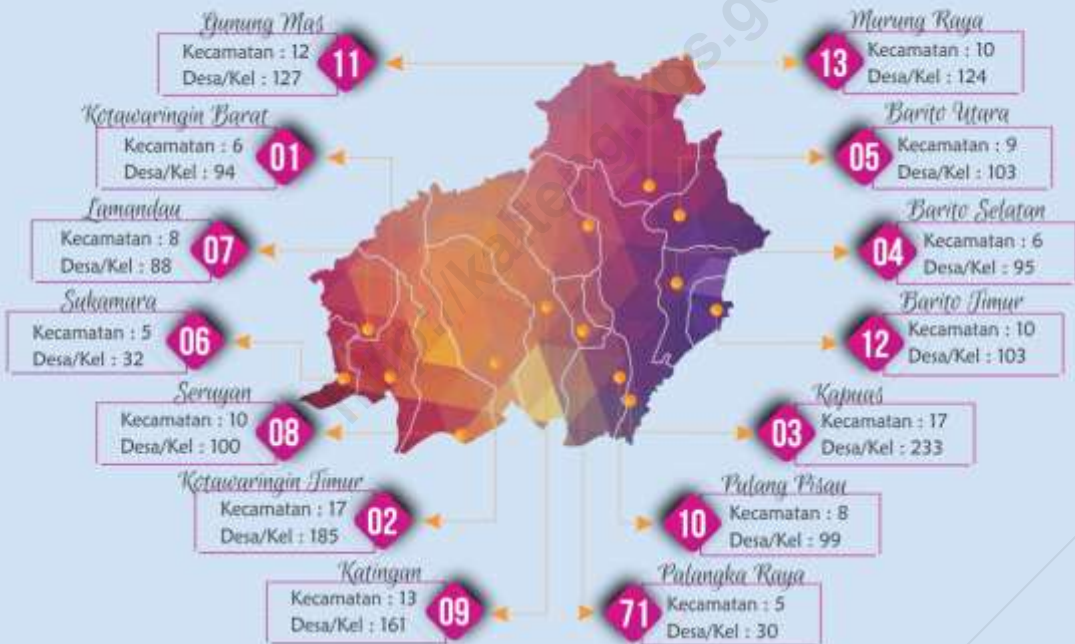 Gunung Mas
Kecamatan : 12
Desa/Kel : 127
11
Kotawaringin Barat
Kecamatan : 6
Desa/Kel : 94
01
Lamandau
Kecamatan : 8
Desa/Kel : 88
07
Sukamara
Kecamatan : 5
Desa/Kel : 32
06
Seruyan
Kecamatan : 10
Desa/Kel : 100
08
Kotawaringin Timur
Kecamatan : 17
Desa/Kel : 185
02
Katingan
Kecamatan : 13
Desa/Kel : 161
09
Murung Raya
13
Kecamatan : 10
Desa/Kel : 124
Barito Utara
05
Kecamatan : 9
Desa/Kel : 103
Barito Selatan
04
Kecamatan : 6
Desa/Kel : 95
Barito Timur
12
Kecamatan : 10
Desa/Kel : 103
Kapuas
03
Kecamatan : 17
Desa/Kel : 233
Pulang Pisau
10
Kecamatan : 8
Desa/Kel : 99
Palangka Raya
71
Kecamatan : 5
Desa/Kel : 30